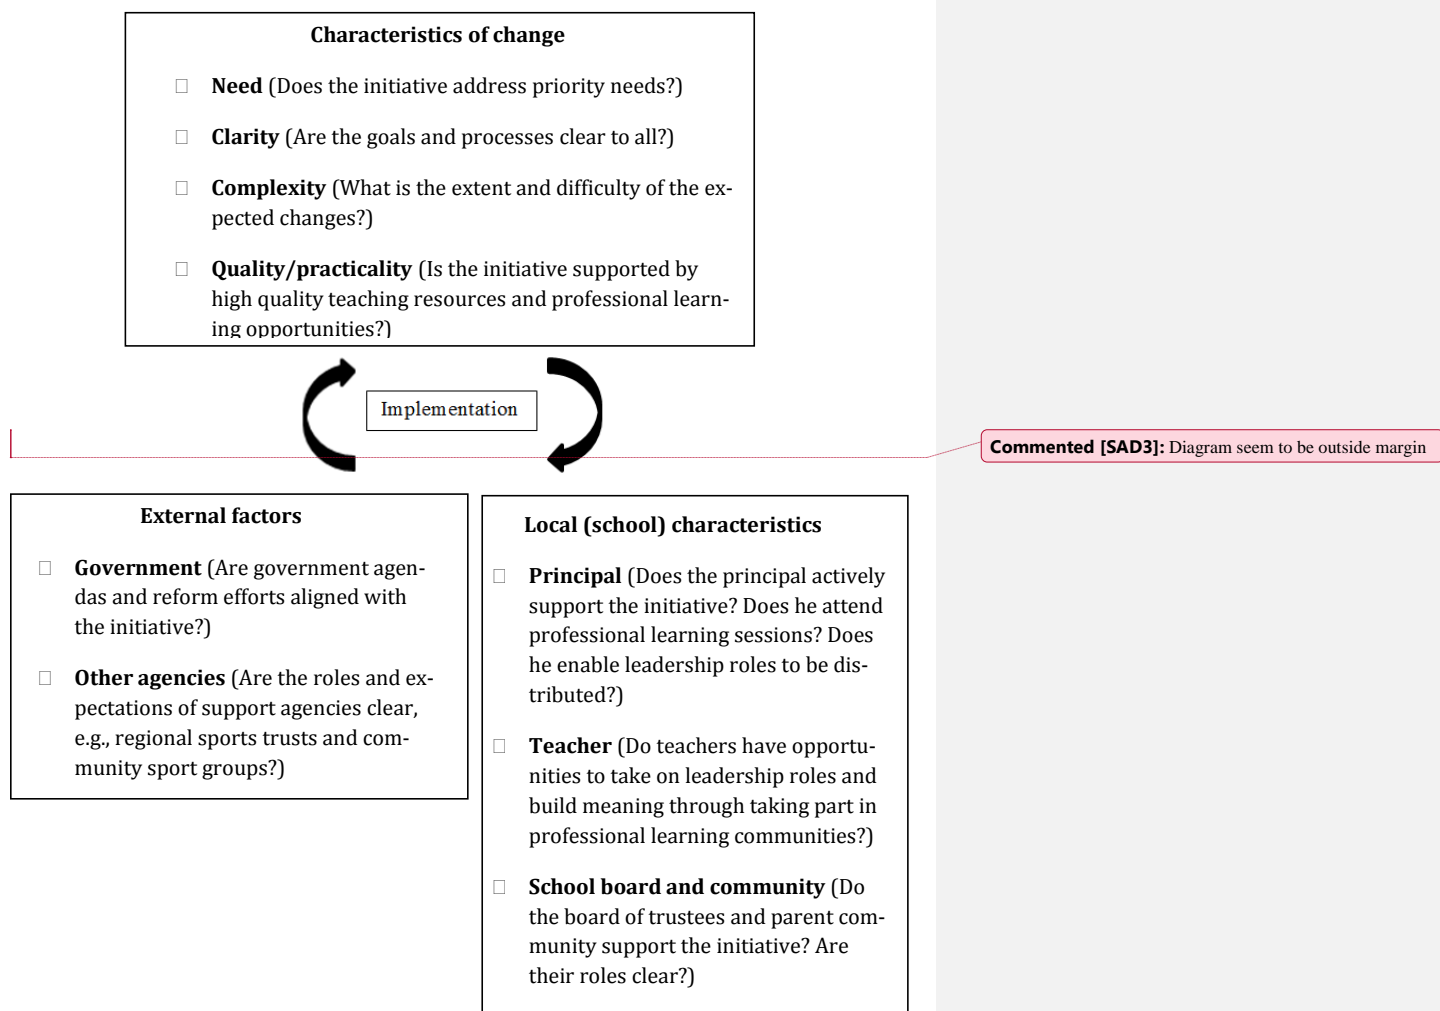 Characteristics of change
□ Need (Does the initiative address priority needs?)
□ Clarity (Are the goals and processes clear to all?)
□ Complexity (What is the extent and difficulty of the ex-
pected changes?)
□ Quality/practicality (Is the initiative supported by
high quality teaching resources and professional learn-
ing opportunities?)
Implementation
Commented [SAD3]: Diagram seem to be outside margin
External factors
□ Government (Are government agen-
das and reform efforts aligned with
the initiative?)
□ Other agencies (Are the roles and ex-
pectations of support agencies clear,
e.g., regional sports trusts and com-
munity sport groups?)
Local (school) characteristics
□ Principal (Does the principal actively
support the initiative? Does he attend
professional learning sessions? Does
he enable leadership roles to be dis-
tributed?)
□ Teacher (Do teachers have opportu-
nities to take on leadership roles and
build meaning through taking part in
professional learning communities?)
□ School board and community (Do
the board of trustees and parent com-
munity support the initiative? Are
their roles clear?)